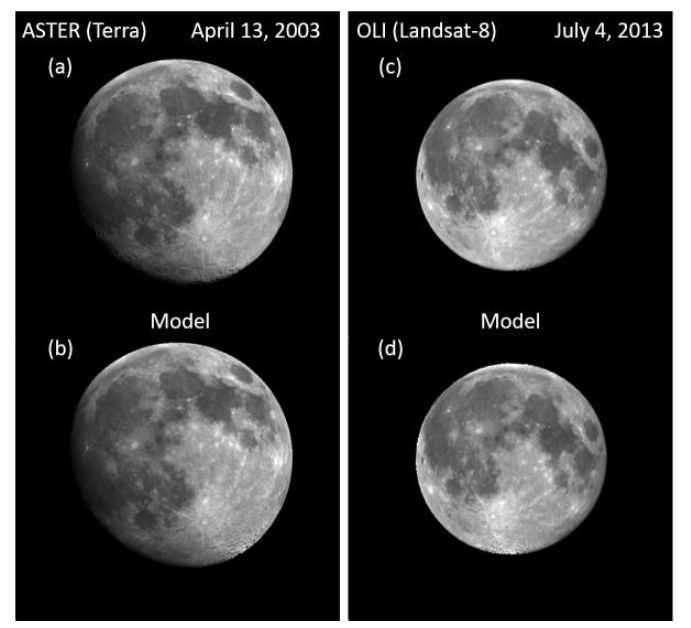 ASTER (Terra) April 13, 2003
(a)
Model
(b)
OLI (Landsat-8) July 4, 2013
(c)
Model
(d)